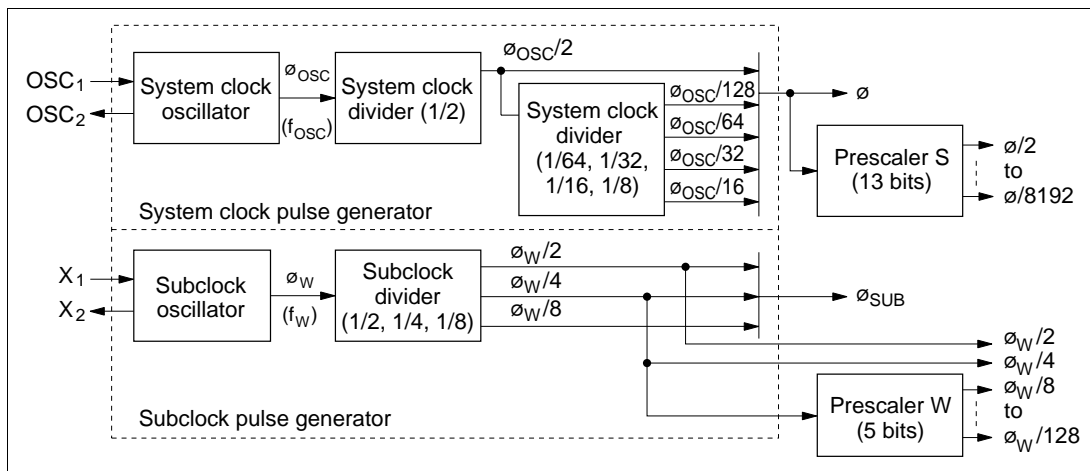 OSC1
OSC2
System clock
oscillator
øOSC
(fOSC)
System clock
divider (1/2)
øOSC/2
System clock
divider
(1/64, 1/32,
1/16, 1/8)
øOSC/128
øOSC/64
øOSC/32
øOSC/16
ø
Prescaler S
(13 bits)
ø/2
to
ø/8192
System clock pulse generator
X1
X2
Subclock
oscillator
øW
(fW)
Subclock
divider
(1/2, 1/4, 1/8)
øW/2
øW/4
øW/8
øSUB
øW/2
øW/4
Prescaler W
(5 bits)
øW/8
to
øW/128
Subclock pulse generator